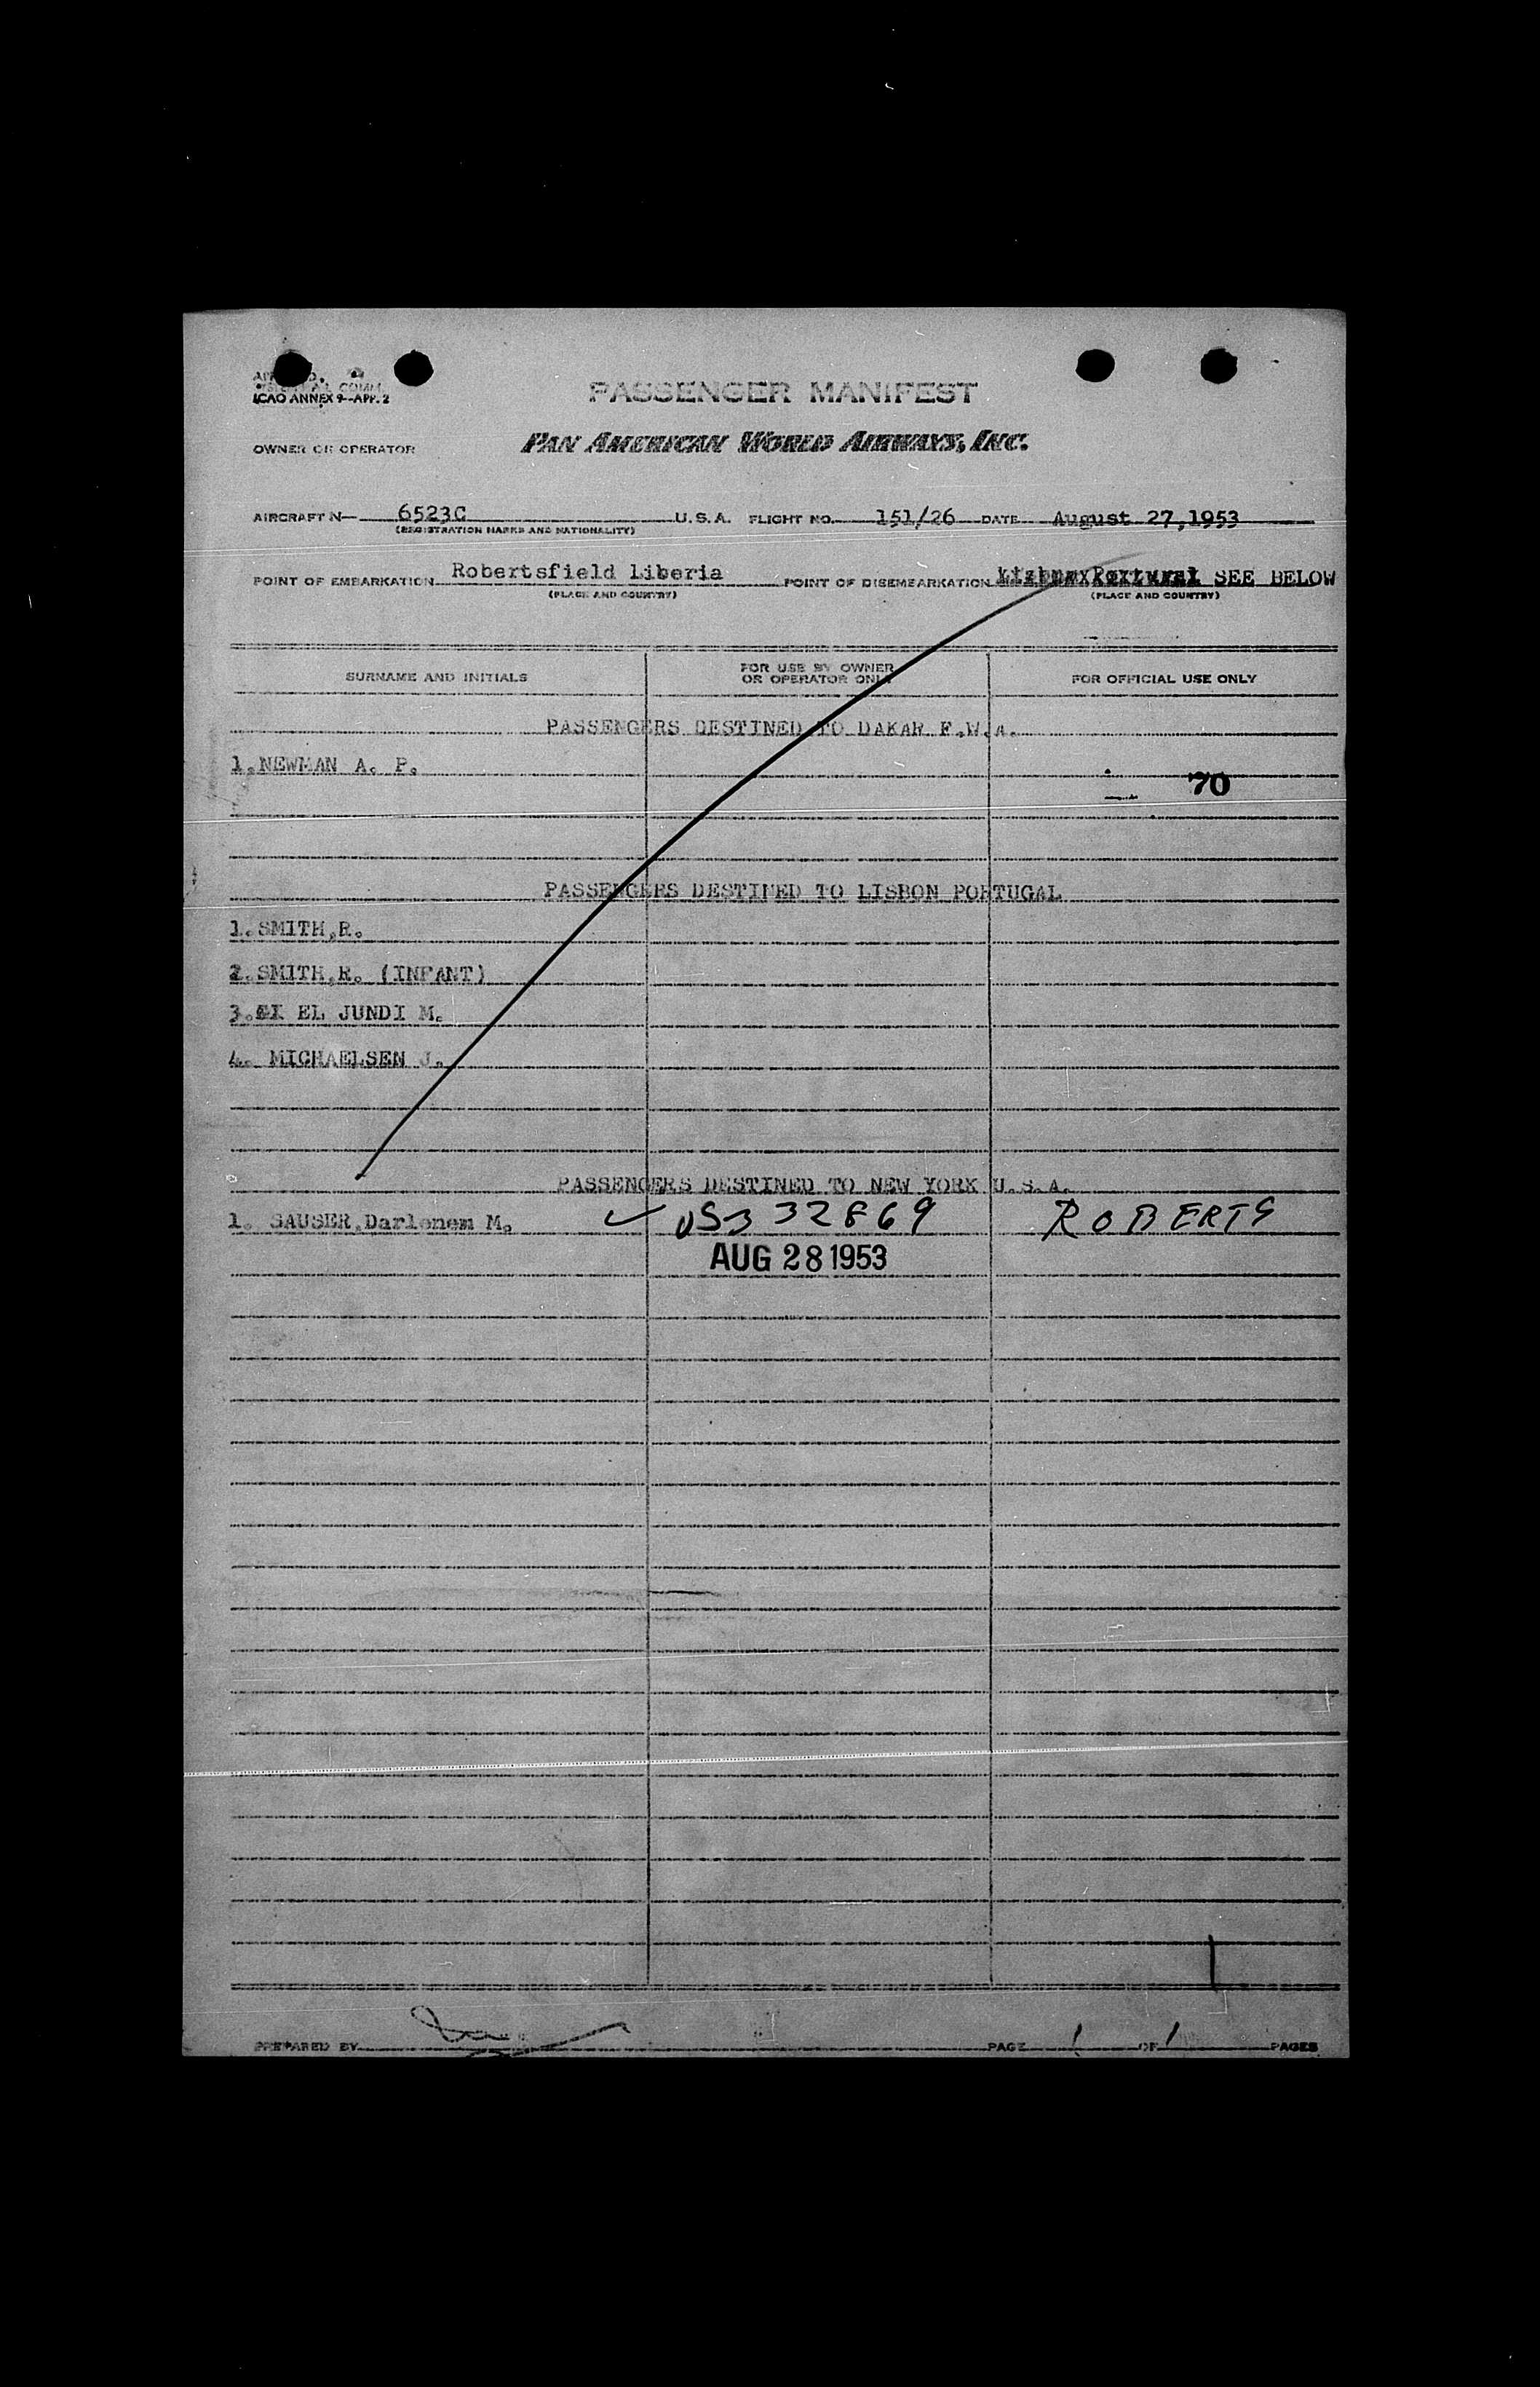 ICAO ANNEX 9-APP. 2
PASSENGER MANIFEST
OWNER OR OPERATOR PAN AMERICAN WORLD AIRWAYS, INC.
AIRCRAFT N— 6523C U.S.A. FLIGHT NO. 151/26 DATE August 27,1953
(REGISTRATION MARKS AND NATIONALITY)
POINT OF EMBARKATION Robertsfield Liberia POINT OF DISEMBARKATION SEE BELOW
(PLACE AND COUNTRY) (PLACE AND COUNTRY)
SURNAME AND INITIALS FOR USE BY OWNER OR OPERATOR ONLY FOR OFFICIAL USE ONLY
PASSENGERS DESTINED TO DAKAR F.W.A.
1.NEWMAN A. P.
70
PASSENGERS DESTINED TO LISBON PORTUGAL
1.SMITH,R.
2.SMITH,R. (INFANT)
3. EL JUNDI M.
4. MICHAELSEN J.
PASSENGERS DESTINED TO NEW YORK U.S.A.
1. SAUSER,Darlenem M. ✓ US3 32869 ROBERTS
AUG 28 1953
PREPARED BY PAGE 1 OF 1 PAGES